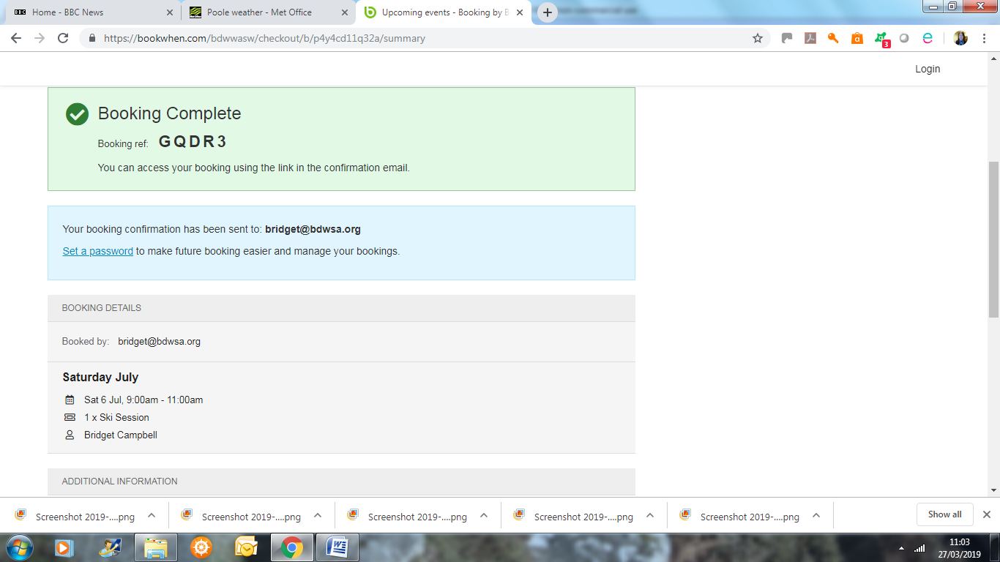 Home - BBC News
Poole weather - Met Office
Upcoming events - Booking by B
https://bookwhen.com/bdwwasw/checkout/b/p4y4cd11q32a/summary
3
Login
Booking Complete
Booking ref: GQDR3
You can access your booking using the link in the confirmation email.
Your booking confirmation has been sent to: bridget@bdwsa.org
Set a password to make future booking easier and manage your bookings.
BOOKING DETAILS
Booked by: bridget@bdwsa.org
Saturday July
Sat 6 Jul, 9:00am - 11:00am
1 x Ski Session
Bridget Campbell
ADDITIONAL INFORMATION
Screenshot 2019-....png Screenshot 2019-....png Screenshot 2019-....png Screenshot 2019-....png Screenshot 2019-....png Show all
11:03
27/03/2019